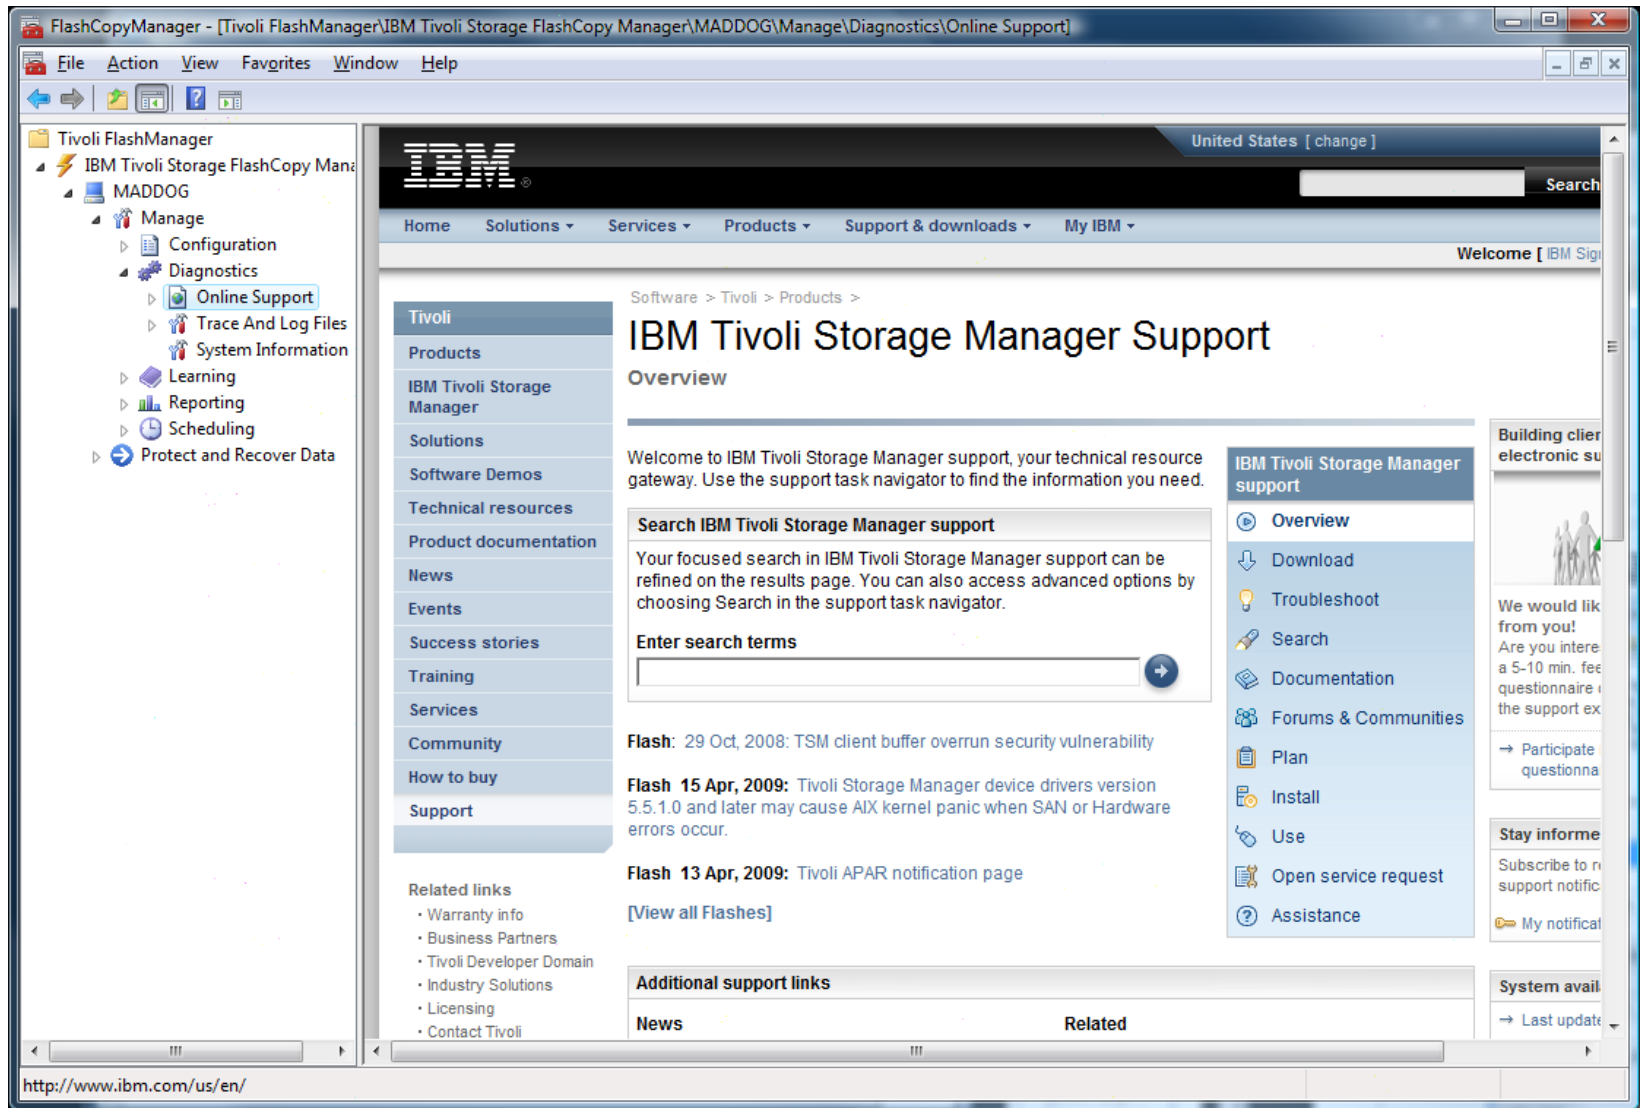 FlashCopyManager - [Tivoli FlashManager\IBM Tivoli Storage FlashCopy Manager\MADDOG\Manage\Diagnostics\Online Support]
File Action View Favorites Window Help
Tivoli FlashManager
IBM Tivoli Storage FlashCopy Mana
MADDOG
Manage
Configuration
Diagnostics
Online Support
Trace And Log Files
System Information
Learning
Reporting
Scheduling
Protect and Recover Data
IBM®
United States [ change ]
Search
Home Solutions Services Products Support & downloads My IBM
Welcome [ IBM Sig
Tivoli
Products
IBM Tivoli Storage
Manager
Solutions
Software Demos
Technical resources
Product documentation
News
Events
Success stories
Training
Services
Community
How to buy
Support
Related links
· Warranty info
· Business Partners
· Tivoli Developer Domain
· Industry Solutions
· Licensing
· Contact Tivoli
Software > Tivoli > Products >
IBM Tivoli Storage Manager Support
Overview
Welcome to IBM Tivoli Storage Manager support, your technical resource
gateway. Use the support task navigator to find the information you need.
Search IBM Tivoli Storage Manager support
Your focused search in IBM Tivoli Storage Manager support can be
refined on the results page. You can also access advanced options by
choosing Search in the support task navigator.
Enter search terms
Flash: 29 Oct, 2008: TSM client buffer overrun security vulnerability
Flash 15 Apr, 2009: Tivoli Storage Manager device drivers version
5.5.1.0 and later may cause AIX kernel panic when SAN or Hardware
errors occur.
Flash 13 Apr, 2009: Tivoli APAR notification page
[View all Flashes]
Additional support links
News Related
IBM Tivoli Storage Manager
support
Overview
Download
Troubleshoot
Search
Documentation
Forums & Communities
Plan
Install
Use
Open service request
Assistance
Building clier
electronic su
We would lik
from you!
Are you intere
a 5-10 min. fee
questionnaire
the support ex
→ Participate
questionna
Stay informe
Subscribe to r
support notific
My notificat
System avail
→ Last update
http://www.ibm.com/us/en/